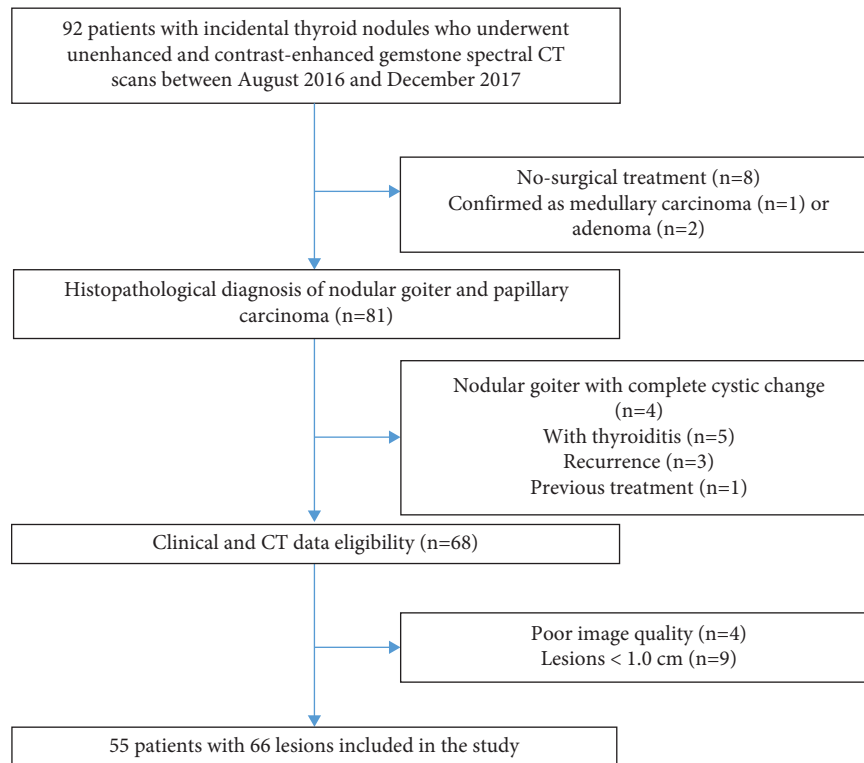 92 patients with incidental thyroid nodules who underwent
unenhanced and contrast-enhanced gemstone spectral CT
scans between August 2016 and December 2017
No-surgical treatment (n=8)
Confirmed as medullary carcinoma (n=1) or
adenoma (n=2)
Histopathological diagnosis of nodular goiter and papillary
carcinoma (n=81)
Nodular goiter with complete cystic change
(n=4)
With thyroiditis (n=5)
Recurrence (n=3)
Previous treatment (n=1)
Clinical and CT data eligibility (n=68)
Poor image quality (n=4)
Lesions < 1.0 cm (n=9)
55 patients with 66 lesions included in the study